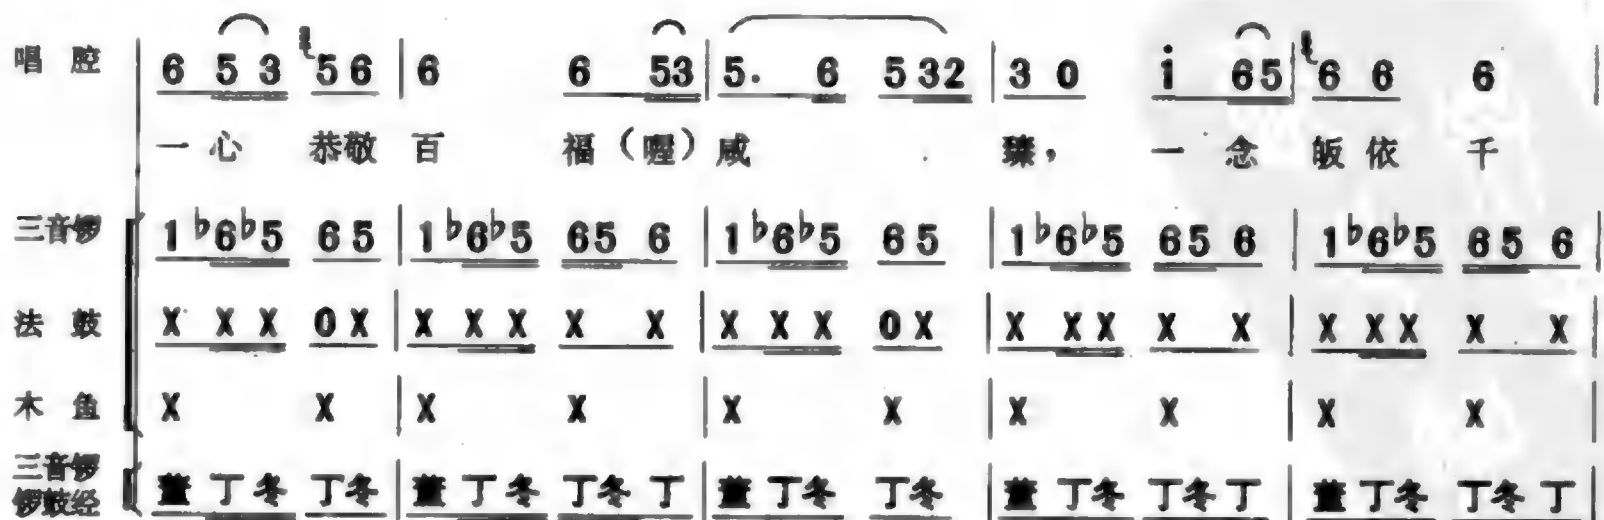 唱 腔 | 6 5 3 5 6 | 6 6 53 | 5. 6 5 32 | 3 0 i 65 | 6 6 6 |
一 心 恭敬 百 福（喔）咸 臻， 一 念 皈 依 千
三音锣 | 1 ♭6 ♭5 6 5 | 1 ♭6 ♭5 65 6 | 1 ♭6 ♭5 6 5 | 1 ♭6 ♭5 65 6 | 1 ♭6 ♭5 65 6 |
法 鼓 | X X X 0 X | X X X X X | X X X 0 X | X X X X X | X X X X X |
木 鱼 | X X | X X | X X | X X | X X |
三音锣
锣鼓经 | 董 丁 冬 丁冬 | 董 丁 冬 丁冬 丁 | 董 丁冬 丁冬 | 董 丁冬 丁冬丁 | 董 丁冬 丁冬 丁 |